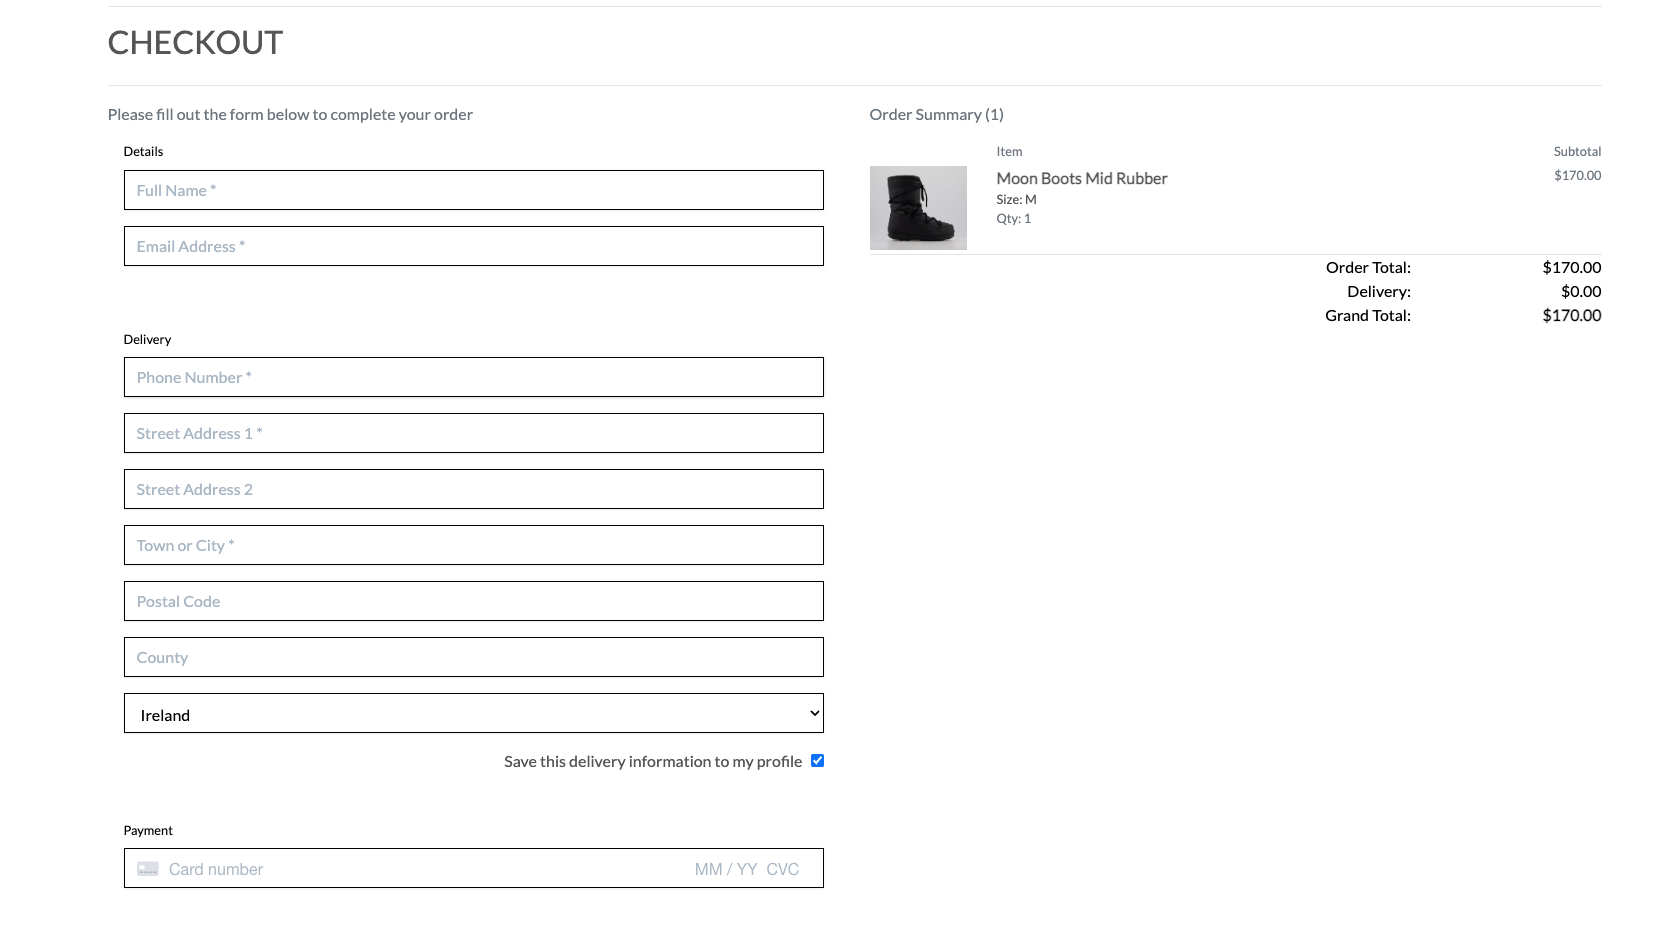 CHECKOUT
Please fill out the form below to complete your order
Details
Full Name *
Email Address *
Delivery
Phone Number *
Street Address 1 *
Street Address 2
Town or City *
Postal Code
County
Ireland
Save this delivery information to my profile
Payment
Card number MM / YY CVC
Order Summary (1)
Item Subtotal
Moon Boots Mid Rubber $170.00
Size: M
Qty: 1
Order Total: $170.00
Delivery: $0.00
Grand Total: $170.00